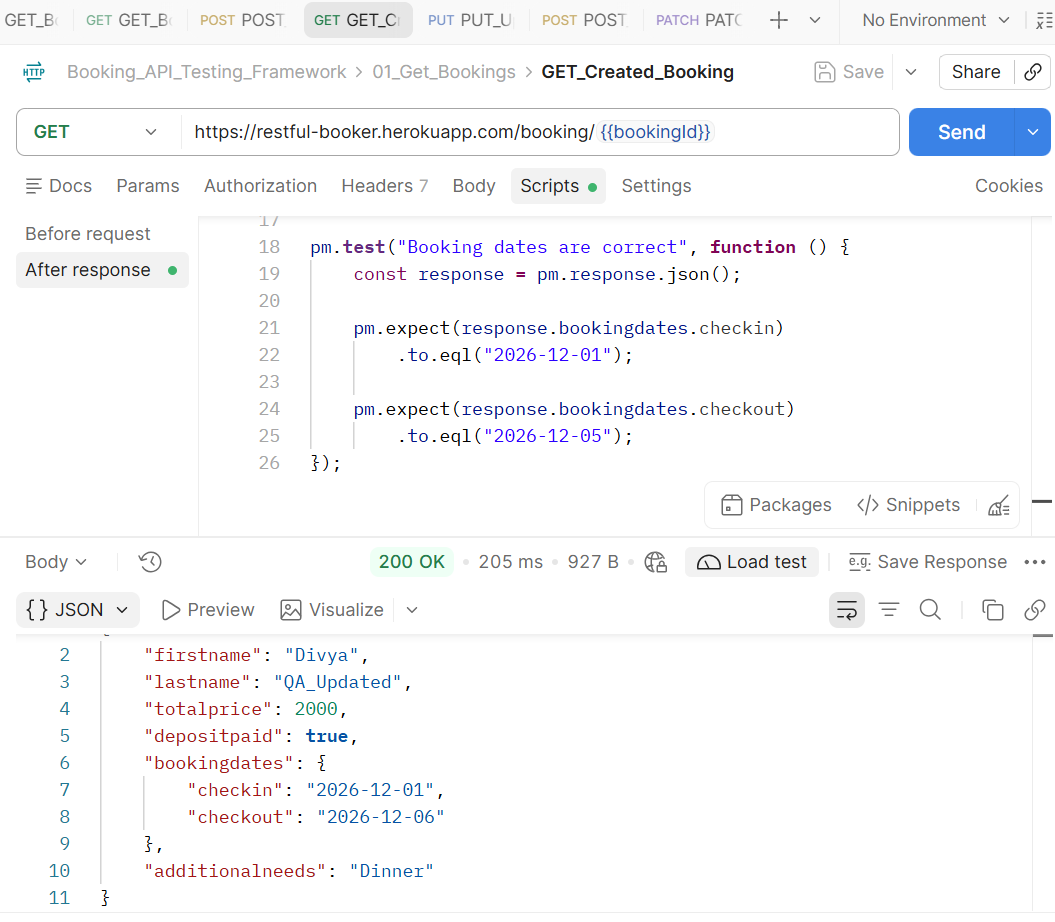 GET GET_B
POST POST
GET GET_C
PUT PUT_U
POST POST
PATCH PATC
No Environment
HTTP Booking_API_Testing_Framework > 01_Get_Bookings > GET_Created_Booking
Save
Share
GET
https://restful-booker.herokuapp.com/booking/ {{bookingId}}
Send
Docs Params Authorization Headers 7 Body Scripts Settings Cookies
Before request
After response
17
18 pm.test("Booking dates are correct", function () {
19 const response = pm.response.json();
20
21 pm.expect(response.bookingdates.checkin)
22 .to.eql("2026-12-01");
23
24 pm.expect(response.bookingdates.checkout)
25 .to.eql("2026-12-05");
26 });
Packages </> Snippets
Body 200 OK • 205 ms • 927 B • Load test e.g. Save Response
{} JSON Preview Visualize
2 "firstname": "Divya",
3 "lastname": "QA_Updated",
4 "totalprice": 2000,
5 "depositpaid": true,
6 "bookingdates": {
7 "checkin": "2026-12-01",
8 "checkout": "2026-12-06"
9 },
10 "additionalneeds": "Dinner"
11 }